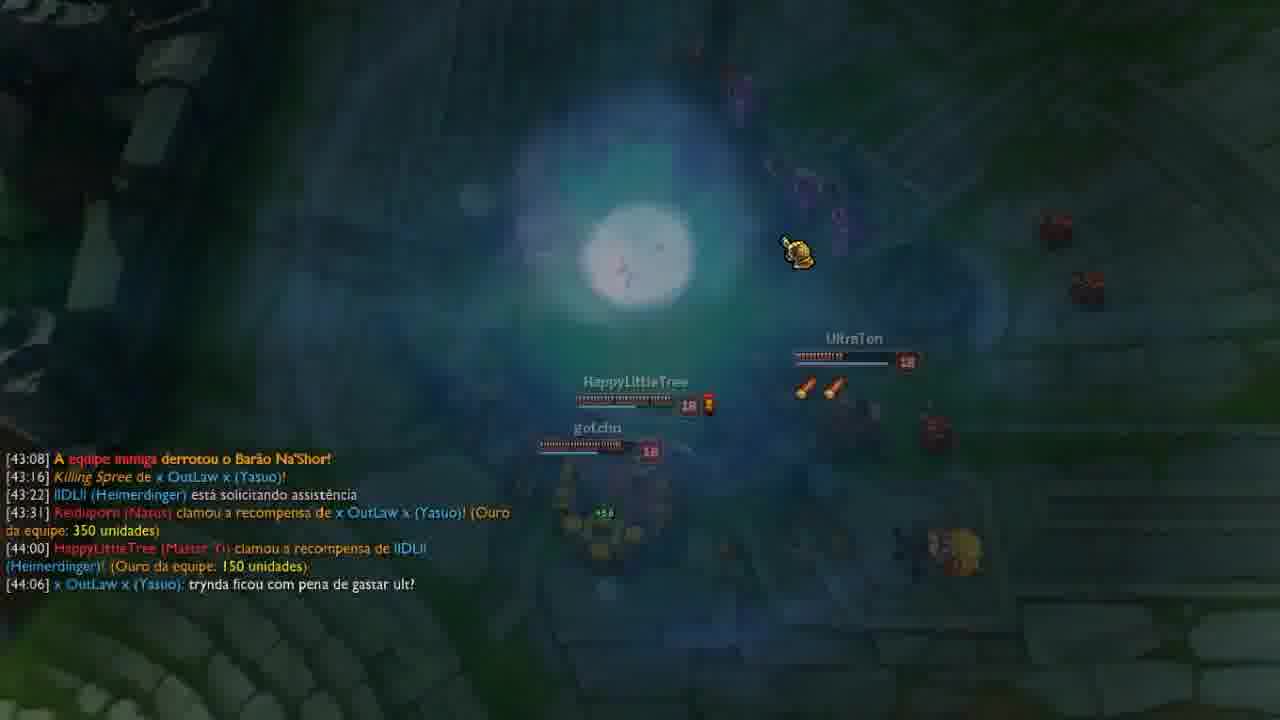 UltraTon
18
HappyLittleTree
18
18
[43:08] A equipe inimiga derrotou o Barão Na'Shor!
[43:16] Killing Spree de x OutLaw x (Yasuo)!
[43:22] llDLll (Heimerdinger) está solicitando assistência
[43:31] (Nasus) clamou a recompensa de x OutLaw x (Yasuo)! (Ouro
da equipe: 350 unidades)
[44:00] HappyLittleTree (Master Yi) clamou a recompensa de llDLll
(Heimerdinger)! (Ouro da equipe: 150 unidades)
[44:06] x OutLaw x (Yasuo): trynda ficou com pena de gastar ult?